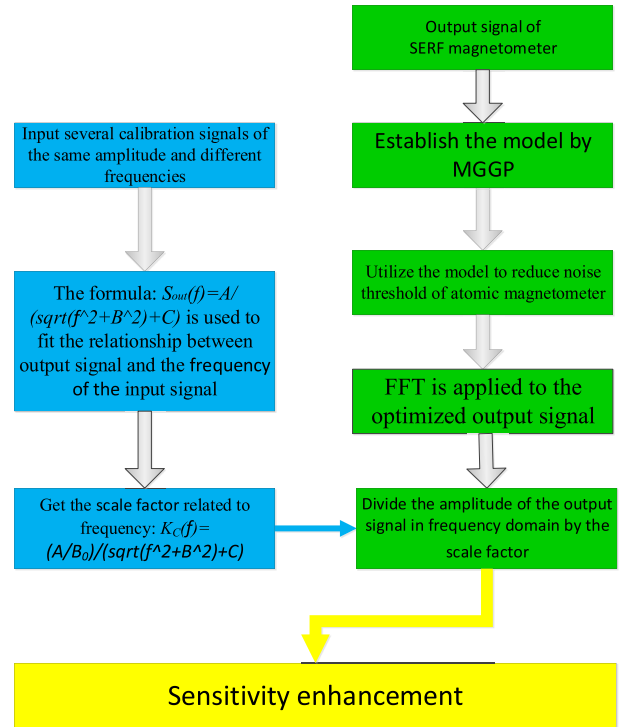 Output signal of
SERF magnetometer
Establish the model by
MGGP
Utilize the model to reduce noise
threshold of atomic magnetometer
FFT is applied to the
optimized output signal
Divide the amplitude of the output
signal in frequency domain by the
scale factor
Input several calibration signals of
the same amplitude and different
frequencies
The formula: Sout(f)=A/
(sqrt(f^2+B^2)+C) is used to
fit the relationship between
output signal and the frequency
of the input signal
Get the scale factor related to
frequency: KC(f)=
(A/B0)/(sqrt(f^2+B^2)+C)
Sensitivity enhancement